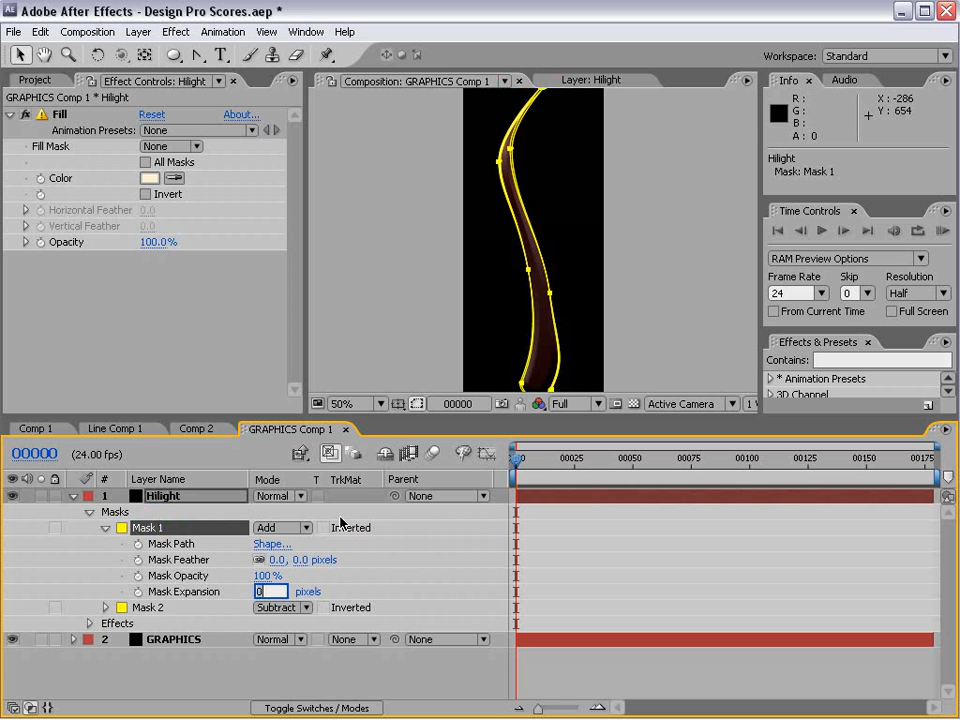 Adobe After Effects - Design Pro Scores.aep *
File Edit Composition Layer Effect Animation View Window Help
Workspace: Standard
Project Effect Controls: Hilight Composition: GRAPHICS Comp 1 Layer: Hilight Info Audio
GRAPHICS Comp 1 * Hilight
fx Fill Reset About...
Animation Presets: None
Fill Mask None
All Masks
Color
Invert
Horizontal Feather 0.0
Vertical Feather 0.0
Opacity 100.0%
R :
G :
B :
A : 0
X : -286
Y : 654
Hilight
Mask: Mask 1
Time Controls
RAM Preview Options
Frame Rate Skip Resolution
24 0 Half
From Current Time Full Screen
Effects & Presets
Contains:
* Animation Presets
3D Channel
50% 00000 Full Active Camera 1
Comp 1 Line Comp 1 Comp 2 GRAPHICS Comp 1
00000 (24.00 fps)
00025 00050 00075 00100 00125 00150 00175
# Layer Name Mode T TrkMat Parent
1 Hilight Normal None
Masks
Mask 1 Add Inverted
Mask Path Shape...
Mask Feather 0.0, 0.0 pixels
Mask Opacity 100 %
Mask Expansion 0 pixels
Mask 2 Subtract Inverted
Effects
2 GRAPHICS Normal None None
Toggle Switches / Modes